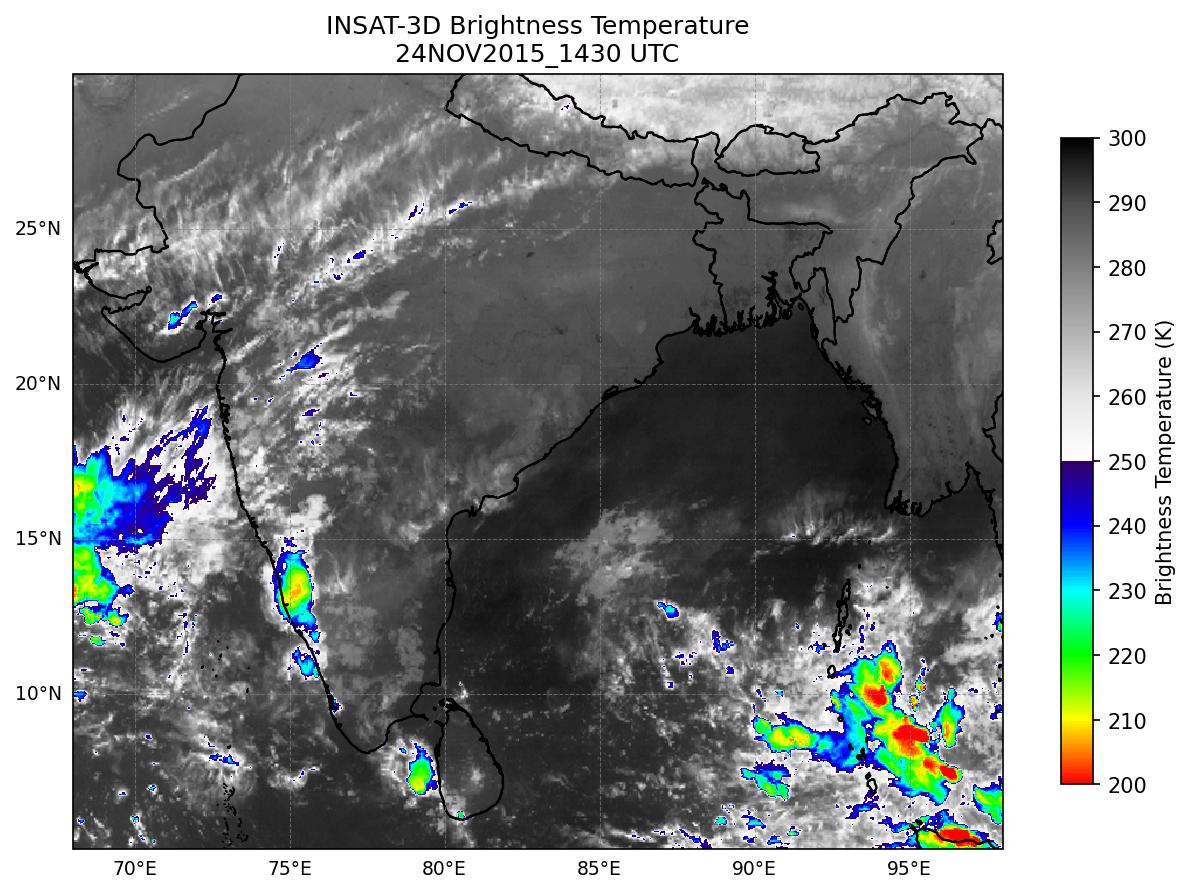 INSAT-3D Brightness Temperature
24NOV2015_1430 UTC
25°N
20°N
15°N
10°N
70°E
75°E
80°E
85°E
90°E
95°E
300
290
280
270
260
250
240
230
220
210
200
Brightness Temperature (K)